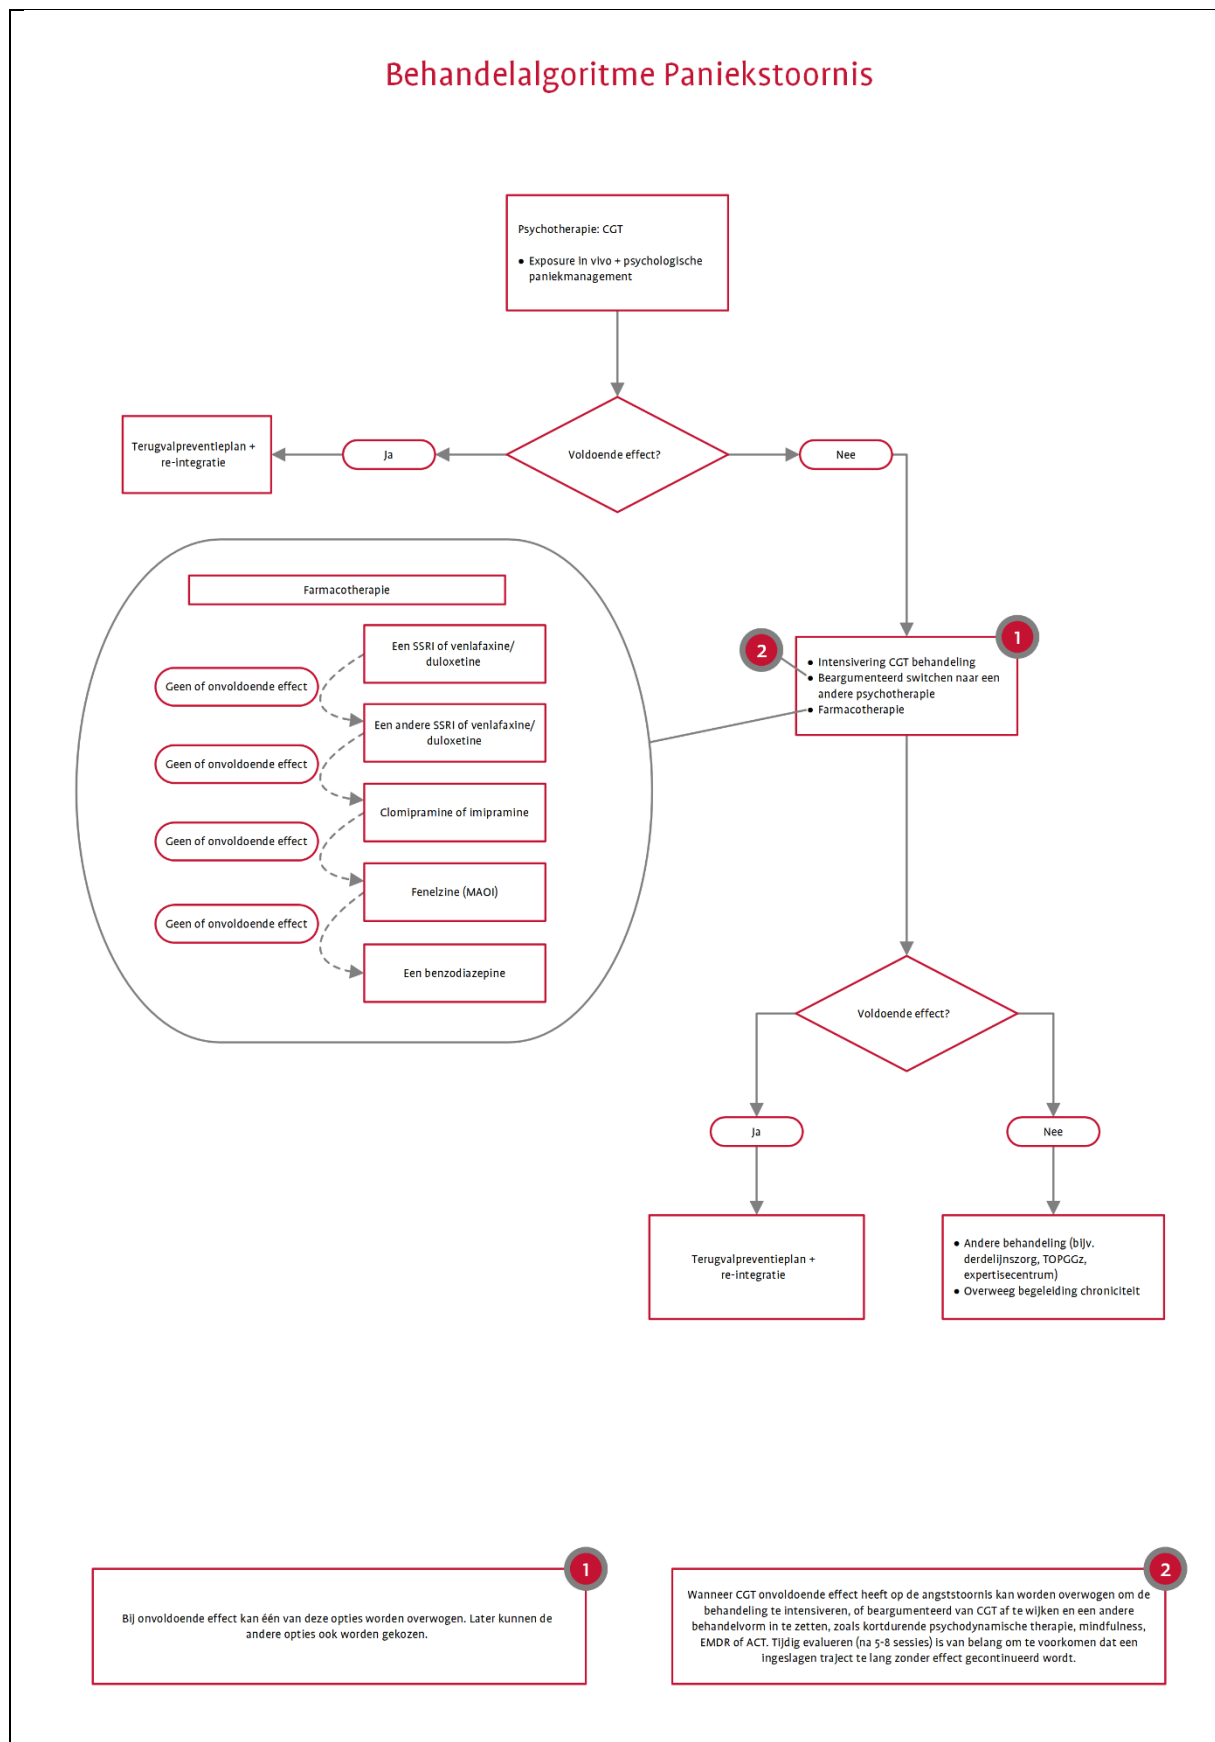 Behandelalgoritme Paniekstoornis
Psychotherapie: CGT
● Exposure in vivo + psychologische
paniekmanagement
Terugvalpreventieplan +
re-integratie
Ja
Voldoende effect?
Nee
Farmacotherapie
Een SSRI of venlafaxine/
duloxetine
Geen of onvoldoende effect
Een andere SSRI of venlafaxine/
duloxetine
Geen of onvoldoende effect
Clomipramine of imipramine
Geen of onvoldoende effect
Fenelzine (MAOI)
Geen of onvoldoende effect
Een benzodiazepine
1
2
● Intensivering CGT behandeling
● Beargumenteerd switchen naar een
andere psychotherapie
● Farmacotherapie
Voldoende effect?
Ja
Nee
Terugvalpreventieplan +
re-integratie
● Andere behandeling (bijv.
derdelijnszorg, TOPGGz,
expertisecentrum)
● Overweeg begeleiding chroniciteit
1
Bij onvoldoende effect kan één van deze opties worden overwogen. Later kunnen de
andere opties ook worden gekozen.
2
Wanneer CGT onvoldoende effect heeft op de angststoornis kan worden overwogen om de
behandeling te intensiveren, of beargumenteerd van CGT af te wijken en een andere
behandelvorm in te zetten, zoals kortdurende psychodynamische therapie, mindfulness,
EMDR of ACT. Tijdig evalueren (na 5-8 sessies) is van belang om te voorkomen dat een
ingeslagen traject te lang zonder effect gecontinueerd wordt.